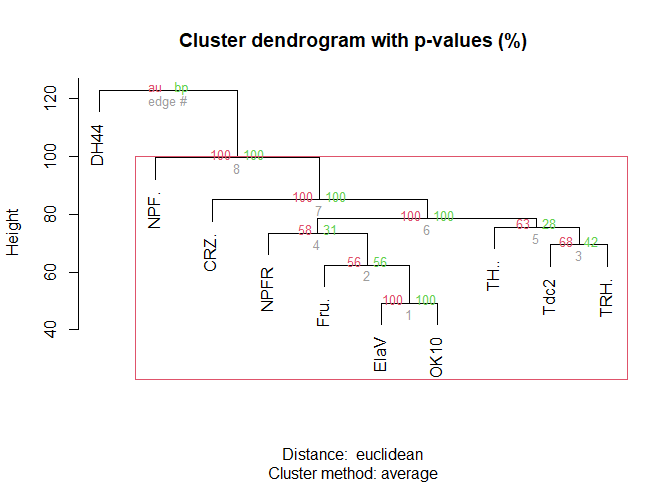 Cluster dendrogram with p-values (%)
Height
120
100
80
60
40
au bp
edge #
DH44
100 100
8
NPF.
100 100
7
CRZ.
100 100
6
63 28
5
58 31
4
68 42
3
NPFR
56 56
2
TH..
Tdc2
TRH.
Fru.
100 100
1
ElaV
OK10
Distance: euclidean
Cluster method: average